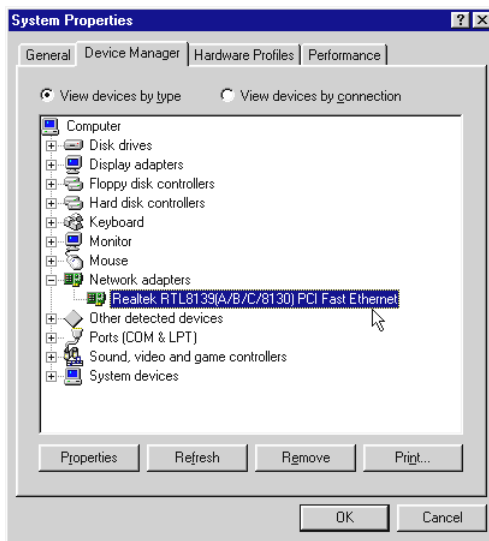 System Properties
General Device Manager Hardware Profiles Performance
View devices by type View devices by connection
Computer
Disk drives
Display adapters
Floppy disk controllers
Hard disk controllers
Keyboard
Monitor
Mouse
Network adapters
Realtek RTL8139(A/B/C/8130) PCI Fast Ethernet
Other detected devices
Ports (COM & LPT)
Sound, video and game controllers
System devices
Properties Refresh Remove Print...
OK Cancel